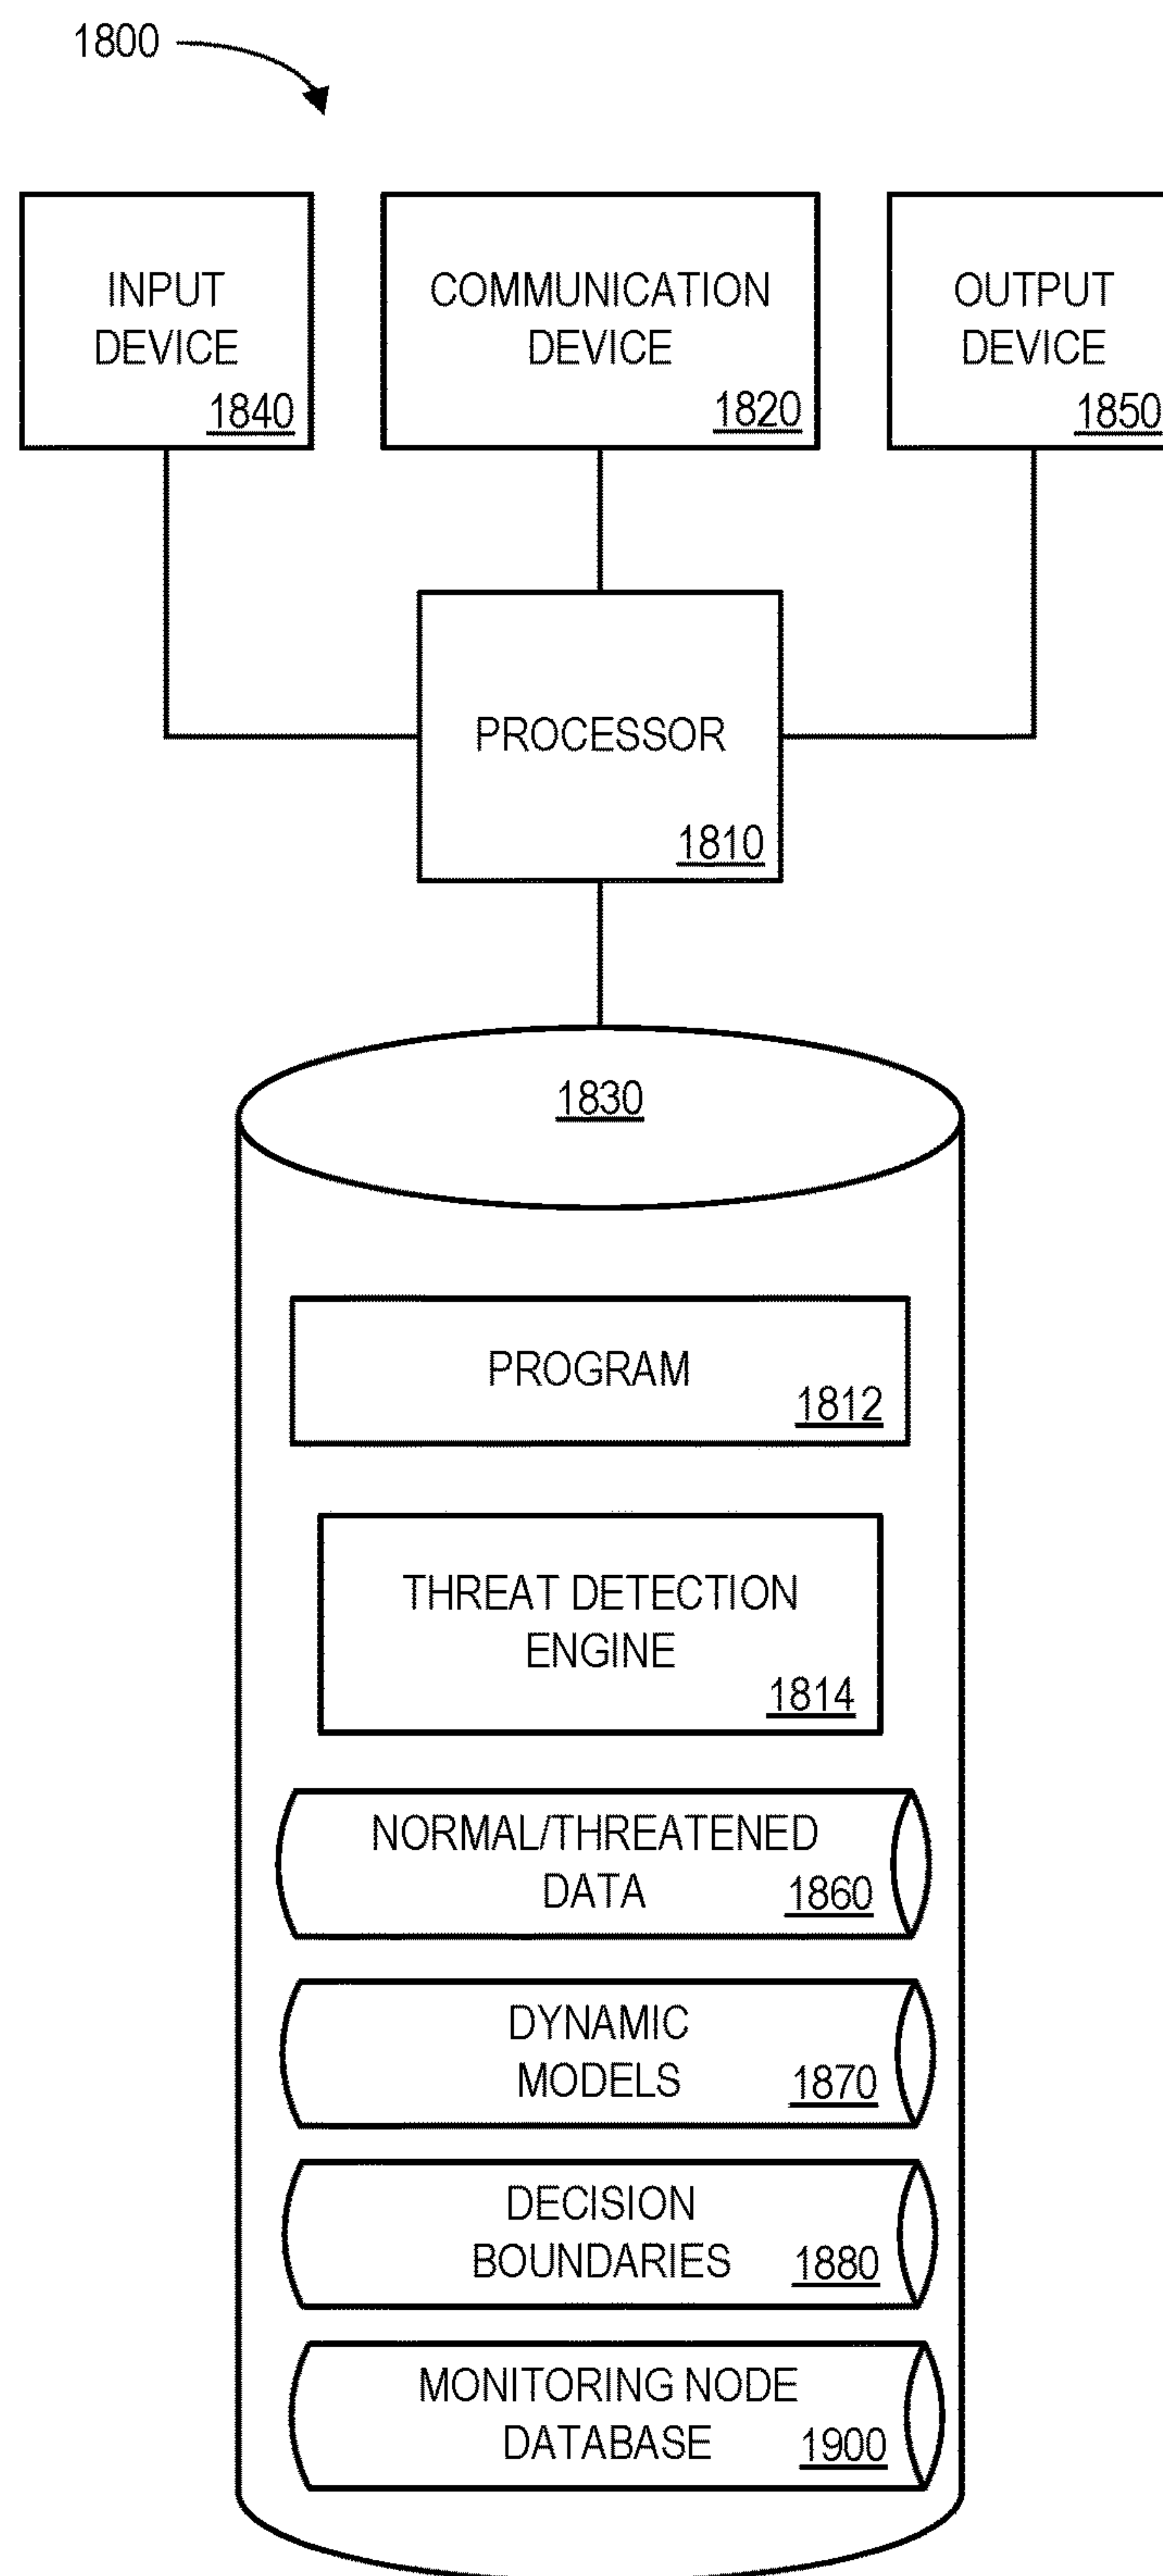 1800
INPUT
DEVICE
1840
COMMUNICATION
DEVICE
1820
OUTPUT
DEVICE
1850
PROCESSOR
1810
1830
PROGRAM
1812
THREAT DETECTION
ENGINE
1814
NORMAL/THREATENED
DATA
1860
DYNAMIC
MODELS
1870
DECISION
BOUNDARIES
1880
MONITORING NODE
DATABASE
1900